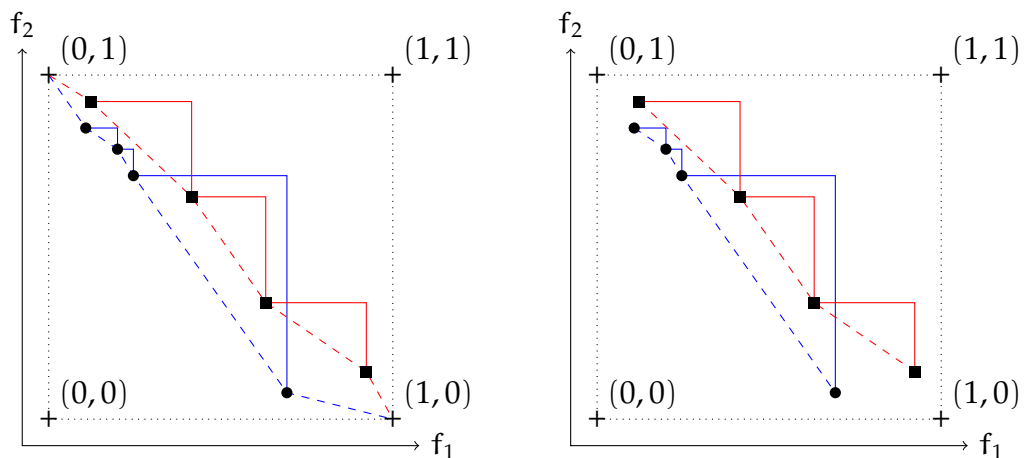 f₂
(0, 1)
(1, 1)
(0, 0)
(1, 0)
f₁
f₂
(0, 1)
(1, 1)
(0, 0)
(1, 0)
f₁